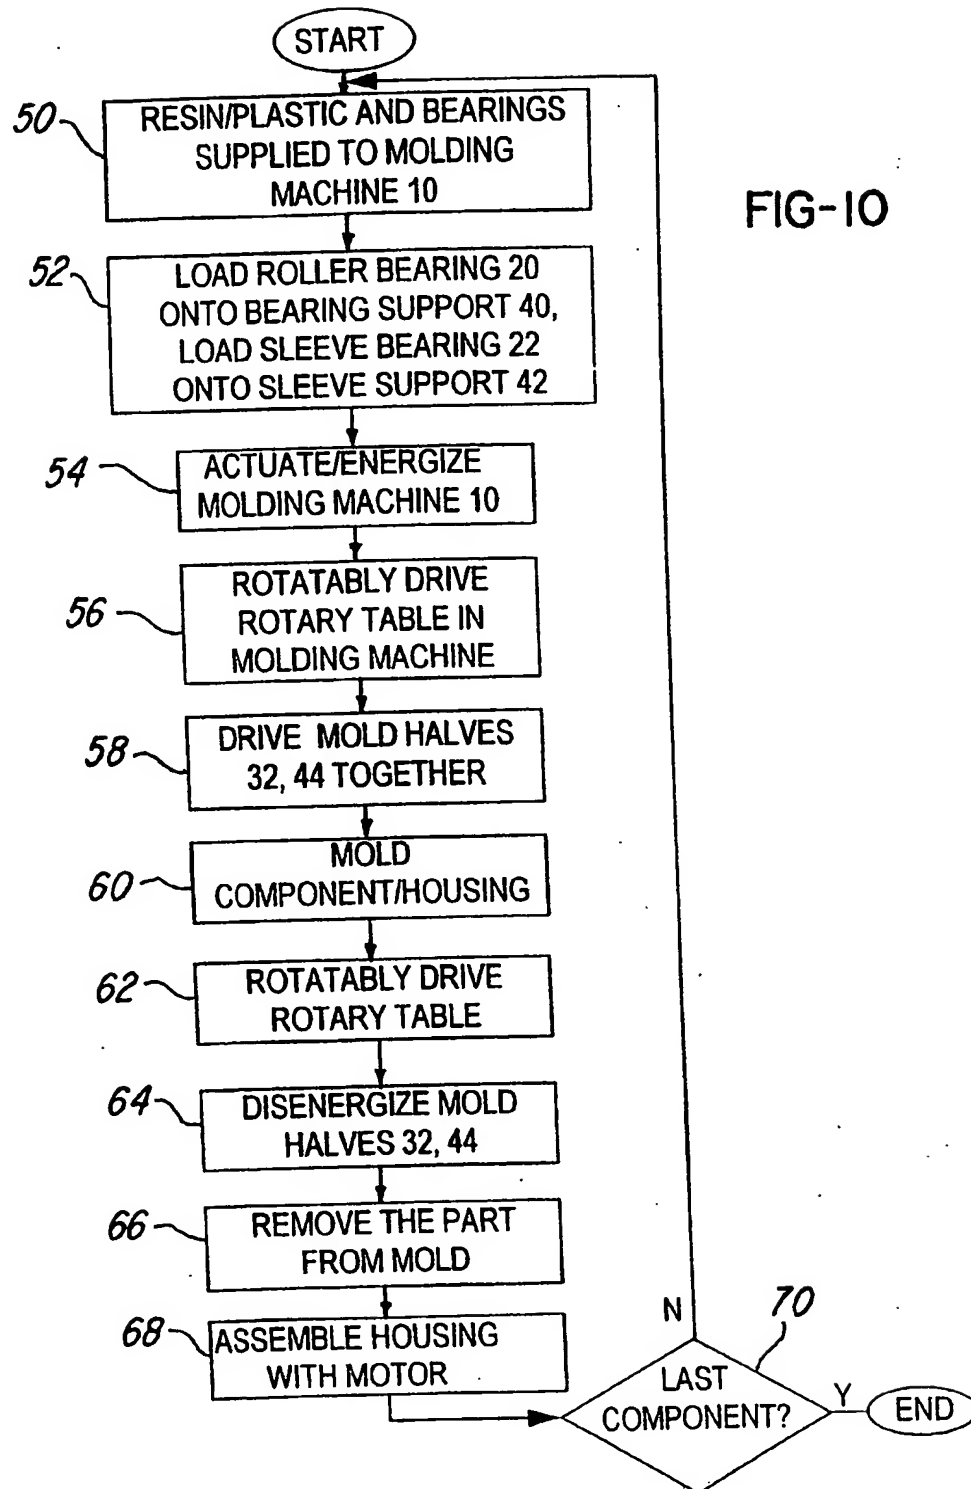 START
50
RESIN/PLASTIC AND BEARINGS
SUPPLIED TO MOLDING
MACHINE 10
FIG-10
52
LOAD ROLLER BEARING 20
ONTO BEARING SUPPORT 40,
LOAD SLEEVE BEARING 22
ONTO SLEEVE SUPPORT 42
54
ACTUATE/ENERGIZE
MOLDING MACHINE 10
56
ROTATABLY DRIVE
ROTARY TABLE IN
MOLDING MACHINE
58
DRIVE MOLD HALVES
32, 44 TOGETHER
60
MOLD
COMPONENT/HOUSING
62
ROTATABLY DRIVE
ROTARY TABLE
64
DISENERGIZE MOLD
HALVES 32, 44
66
REMOVE THE PART
FROM MOLD
68
ASSEMBLE HOUSING
WITH MOTOR
N
70
LAST
COMPONENT?
Y
END